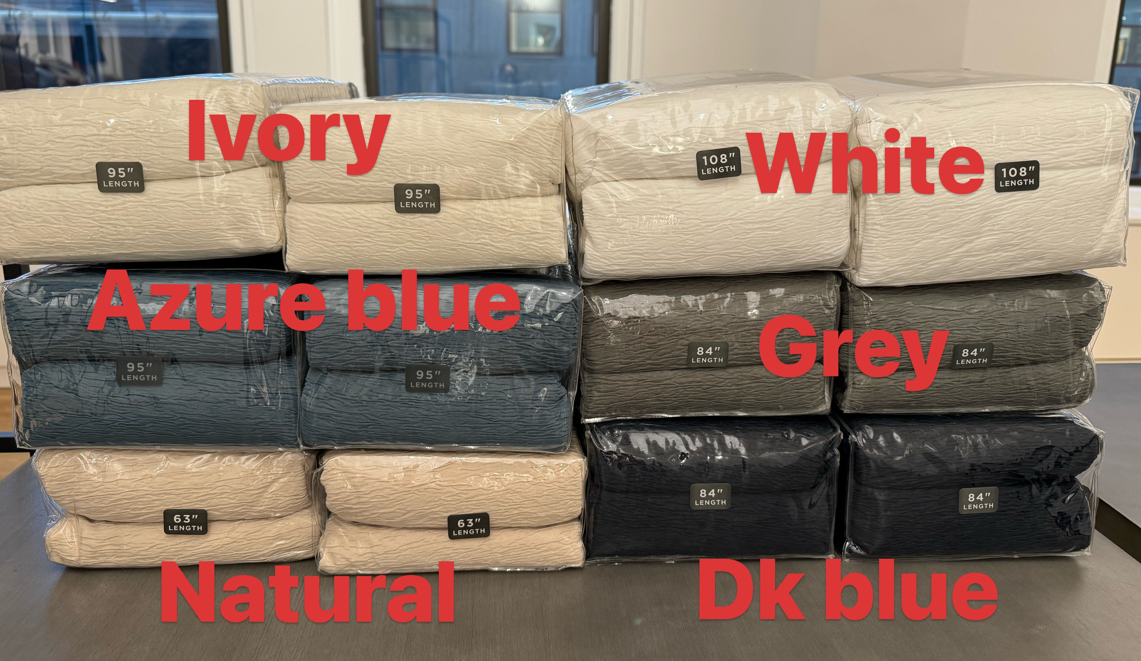 Ivory
95"
LENGTH
95"
LENGTH
White
108"
LENGTH
108"
LENGTH
Azure blue
95"
LENGTH
95"
LENGTH
Grey
84"
LENGTH
84"
LENGTH
63"
LENGTH
63"
LENGTH
Natural
84"
LENGTH
84"
LENGTH
Dk blue